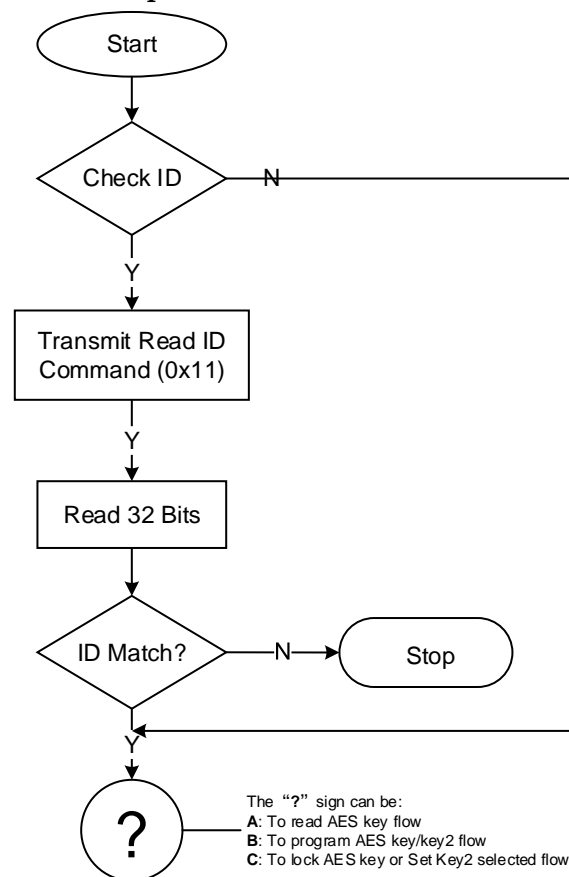 Start
Check ID
N
Y
Transmit Read ID
Command (0x11)
Y
Read 32 Bits
ID Match?
N
Stop
Y
?
The “?” sign can be:
A: To read AES key flow
B: To program AES key/key2 flow
C: To lock AES key or Set Key2 selected flow